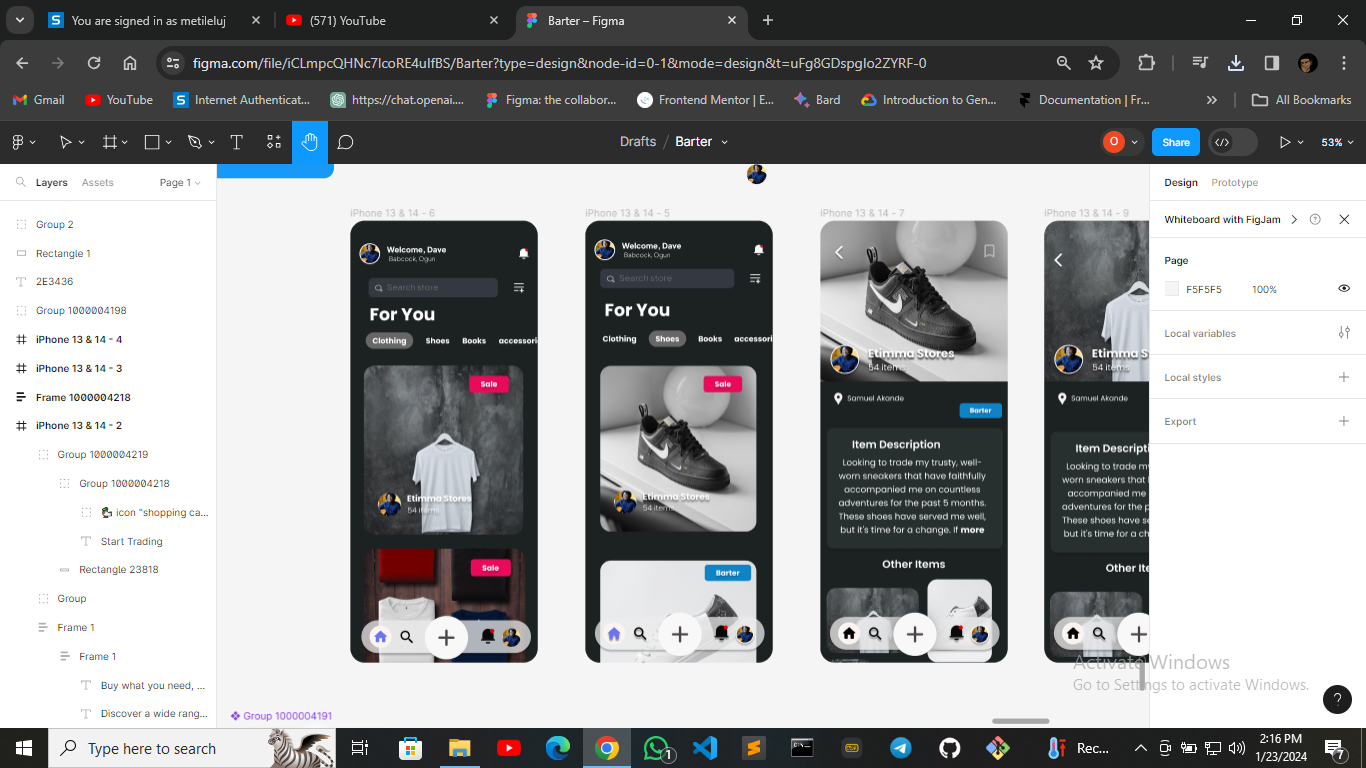 You are signed in as metileluj
(571) YouTube
Barter – Figma
figma.com/file/iCLmpcQHNc7lcoRE4ulfBS/Barter?type=design&node-id=0-1&mode=design&t=uFg8GDspglo2ZYRF-0
Gmail
YouTube
Internet Authenticat...
https://chat.openai....
Figma: the collabor...
Frontend Mentor | E...
Bard
Introduction to Gen...
Documentation | Fr...
All Bookmarks
Drafts / Barter
O
Share
53%
Layers
Assets
Page 1
Group 2
Rectangle 1
2E3436
Group 1000004198
iPhone 13 & 14 - 4
iPhone 13 & 14 - 3
Frame 1000004218
iPhone 13 & 14 - 2
Group 1000004219
Group 1000004218
icon "shopping ca...
Start Trading
Rectangle 23818
Group
Frame 1
Frame 1
Buy what you need, ...
Discover a wide rang...
iPhone 13 & 14 - 6
Welcome, Dave
Babcock, Ogun
Search store
For You
Clothing
Shoes
Books
accessori
Sale
Etimma Stores
54 items
Sale
iPhone 13 & 14 - 5
Welcome, Dave
Babcock, Ogun
Search store
For You
Clothing
Shoes
Books
accessori
Sale
Etimma Stores
54 items
Barter
iPhone 13 & 14 - 7
Etimma Stores
54 items
Samuel Akande
Barter
Item Description
Looking to trade my trusty, well-
worn sneakers that have faithfully
accompanied me on countless
adventures for the past 5 months.
These shoes have served me well,
but it's time for a change. If more
Other Items
iPhone 13 & 14 - 9
Etimma Stores
54 items
Samuel Akande
Item Descripti
Looking to trade m
worn sneakers that
accompanied me
adventures for the p
These shoes have s
but it's time for a ch
Other Ite
Group 1000004191
Design
Prototype
Whiteboard with FigJam
Page
F5F5F5
100%
Local variables
Local styles
Export
Activate Windows
Go to Settings to activate Windows.
?
Type here to search
1
Rec...
2:16 PM
1/23/2024
7